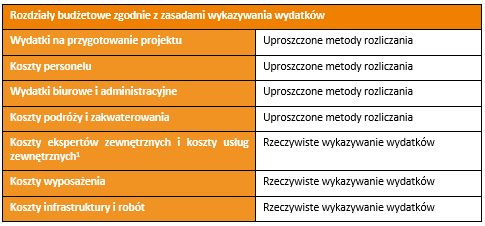 Rozdziały budżetowe zgodnie z zasadami wykazywania wydatków
Wydatki na przygotowanie projektu Uproszczone metody rozliczania
Koszty personelu Uproszczone metody rozliczania
Wydatki biurowe i administracyjne Uproszczone metody rozliczania
Koszty podróży i zakwaterowania Uproszczone metody rozliczania
Koszty ekspertów zewnętrznych i koszty usług Rzeczywiste wykazywanie wydatków
zewnętrznych¹
Koszty wyposażenia Rzeczywiste wykazywanie wydatków
Koszty infrastruktury i robót Rzeczywiste wykazywanie wydatków